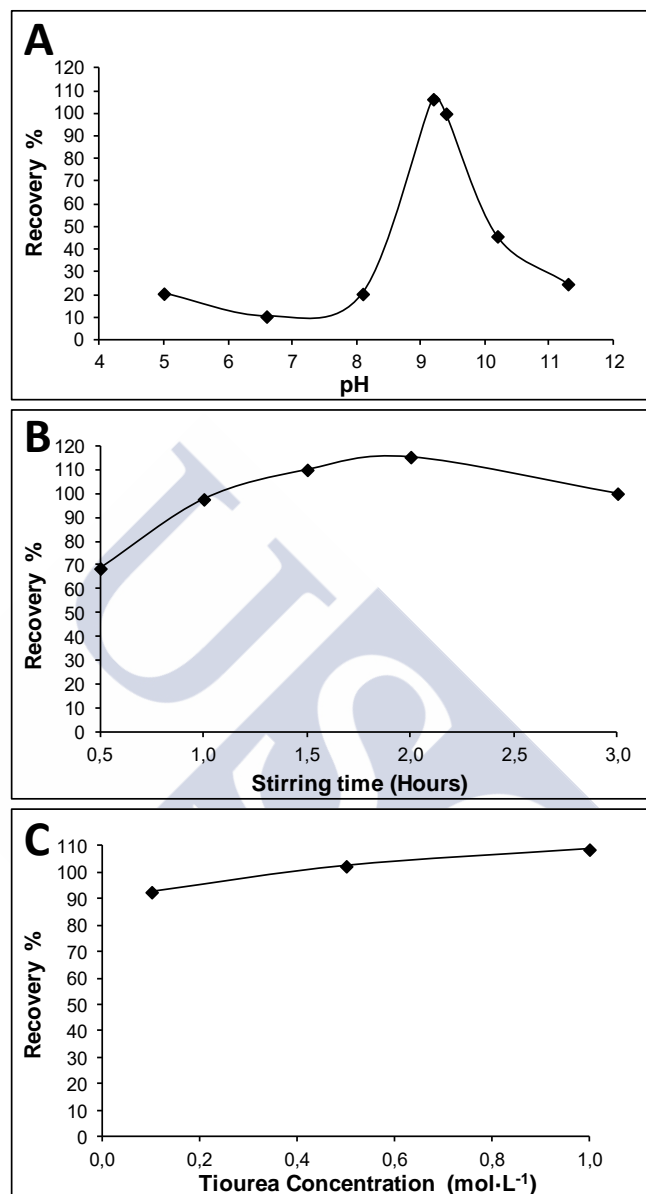 A
120
110
100
90
80
70
60
50
40
30
20
10
0
Recovery %
4 5 6 7 8 9 10 11 12
pH
B
120
110
100
90
80
70
60
50
40
30
20
10
0
Recovery %
0,5 1,0 1,5 2,0 2,5 3,0
Stirring time (Hours)
USC
C
110
100
90
80
70
60
50
40
30
20
10
0
Recovery %
0,0 0,2 0,4 0,6 0,8 1,0
Tiourea Concentration (mol·L⁻¹)